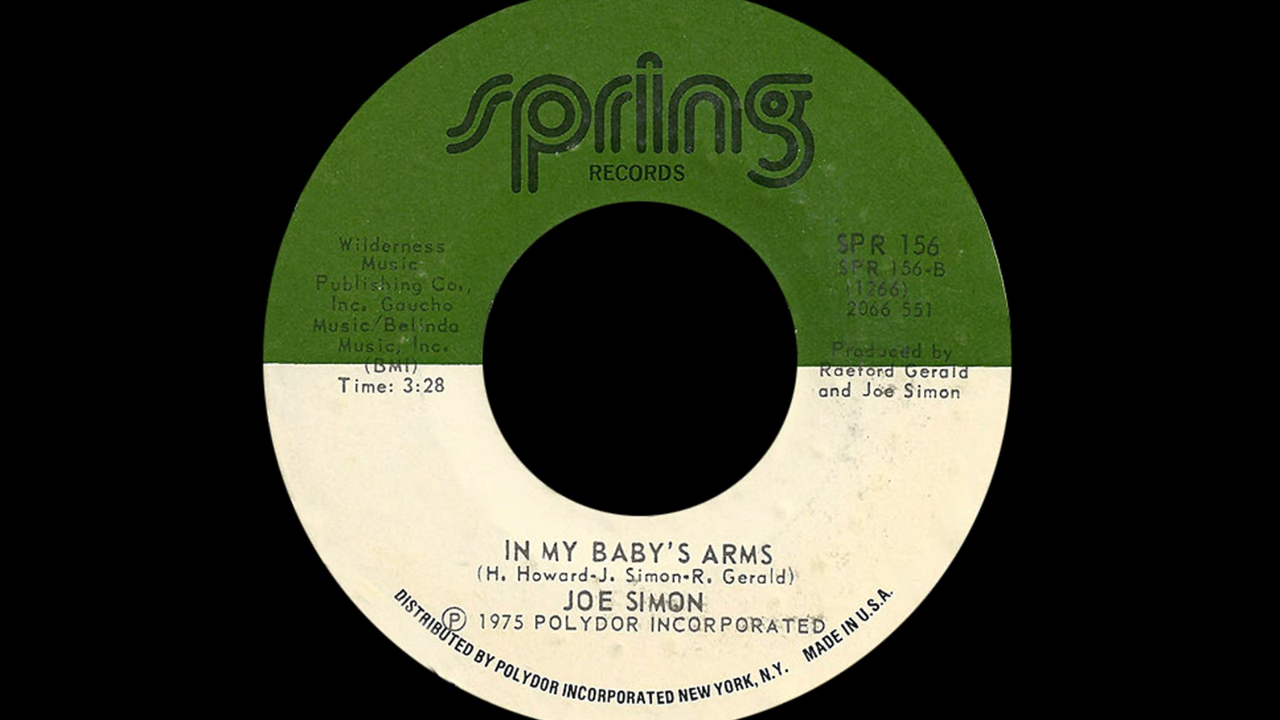 spring
RECORDS
Wilderness
Music
Publishing Co.,
Inc. Gaucho
Music/Belinda
Music, Inc.
(BMI)
Time: 3:28
SPR 156
SPR 156-B
(1266)
2066 551
Produced by
Raeford Gerald
and Joe Simon
IN MY BABY'S ARMS
(H. Howard-J. Simon-R. Gerald)
JOE SIMON
Ⓟ 1975 POLYDOR INCORPORATED
DISTRIBUTED BY POLYDOR INCORPORATED NEW YORK, N.Y. MADE IN U.S.A.